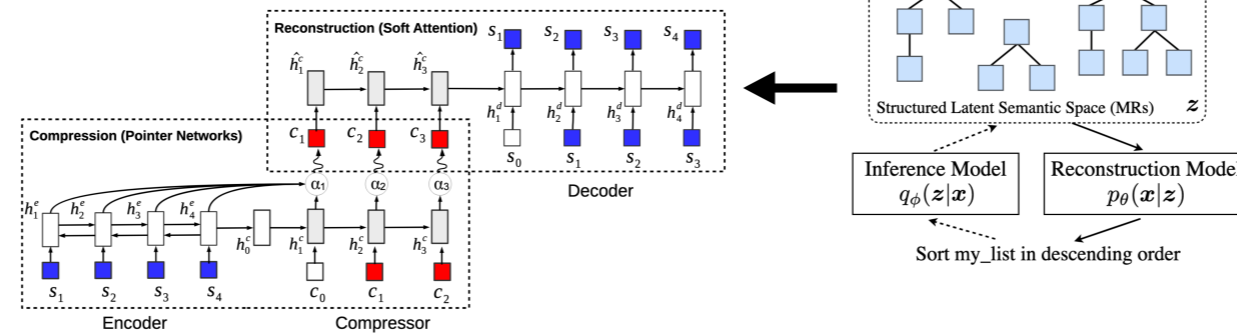 Reconstruction (Soft Attention)
s₁ s₂ s₃ s₄
ĥ₁ᶜ ĥ₂ᶜ ĥ₃ᶜ
h₁ᵈ h₂ᵈ h₃ᵈ h₄ᵈ
Compression (Pointer Networks)
c₁ c₂ c₃
s₀ s₁ s₂ s₃
Decoder
α₁ α₂ α₃
h₁ᵉ h₂ᵉ h₃ᵉ h₄ᵉ
h₀ᶜ h₁ᶜ h₂ᶜ h₃ᶜ
s₁ s₂ s₃ s₄
c₀ c₁ c₂
Encoder
Compressor
Structured Latent Semantic Space (MRs) z
Inference Model
qϕ(z|x)
Reconstruction Model
pθ(x|z)
Sort my_list in descending order